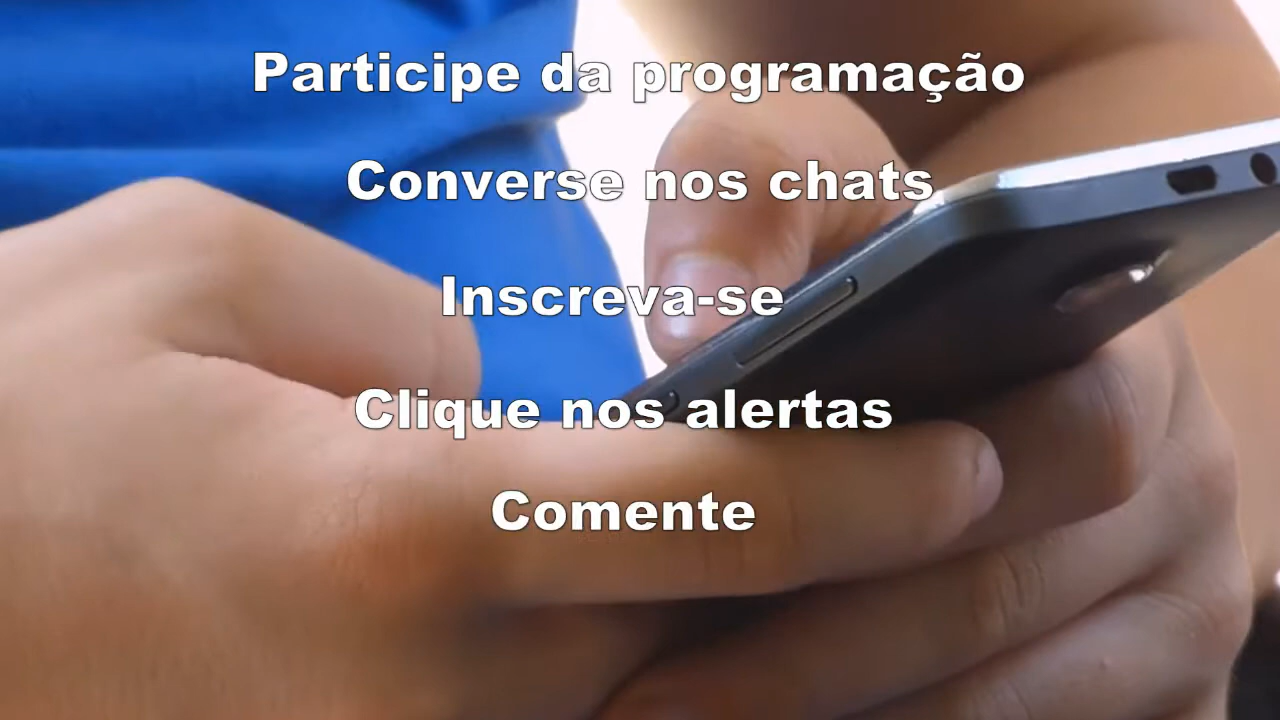 Participe da programação
Converse nos chats
Inscreva-se
Clique nos alertas
Comente